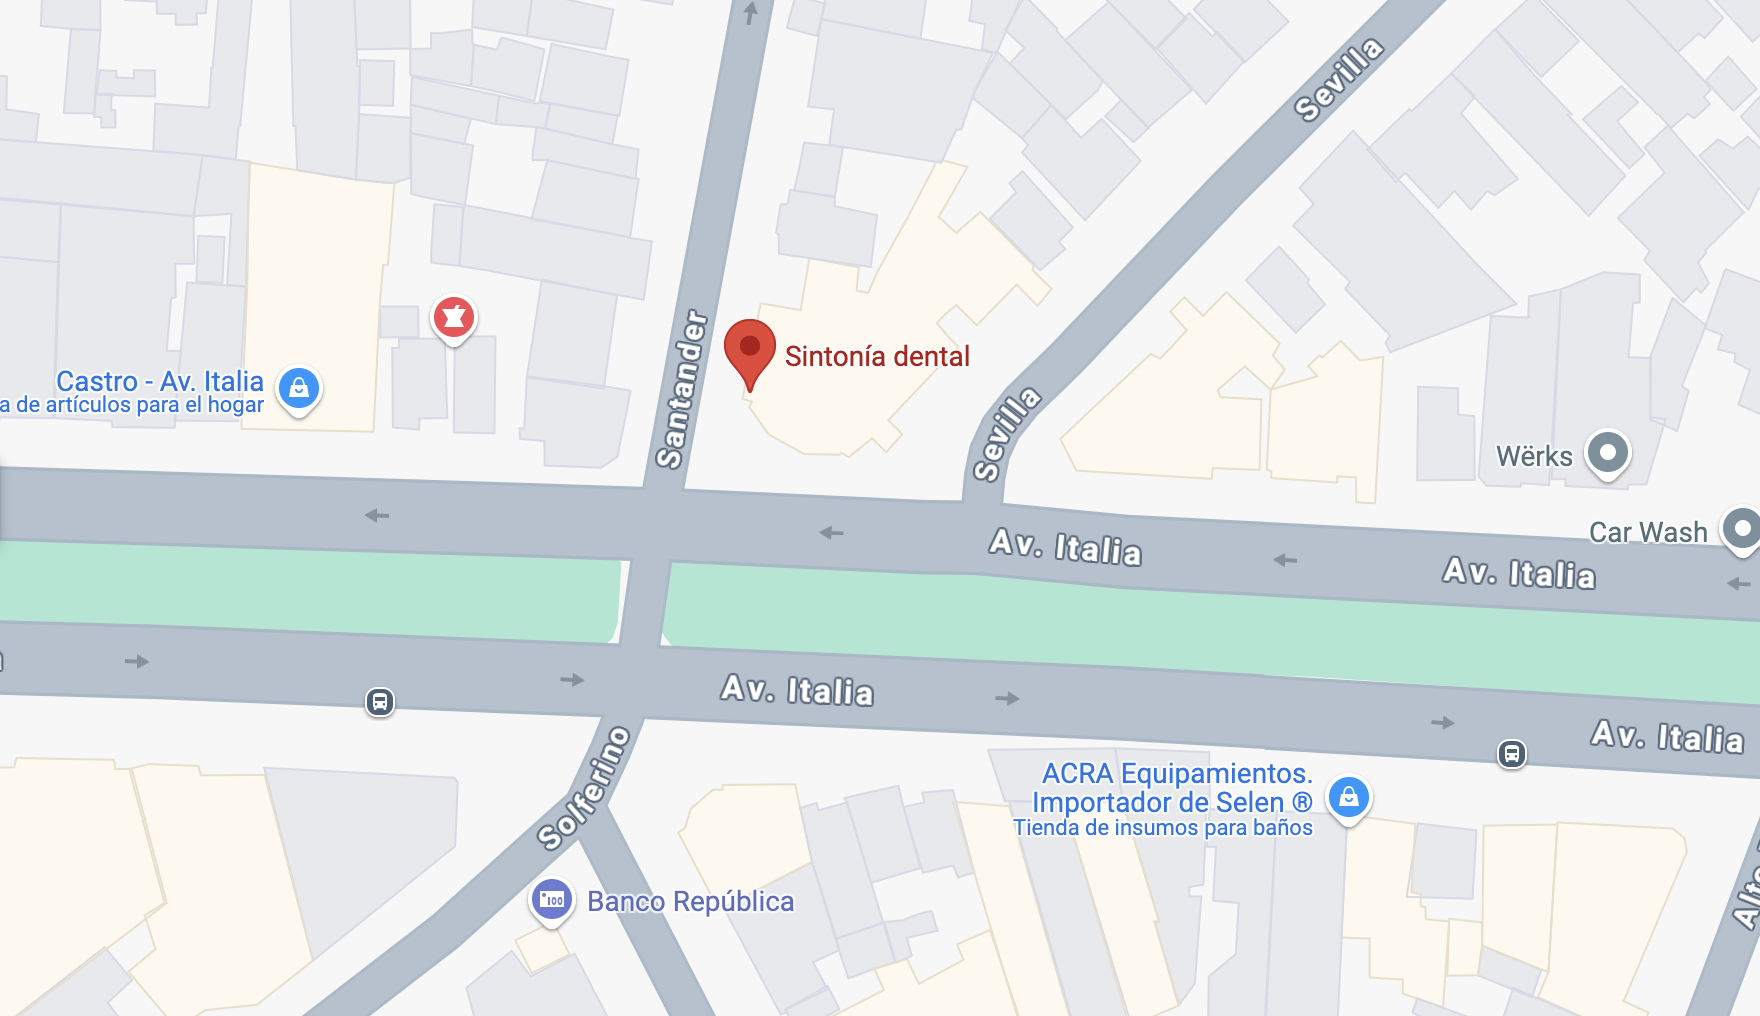 Sevilla
Santander
Sintonía dental
Castro - Av. Italia
a de artículos para el hogar
Sevilla
Wërks
Car Wash
Av. Italia
Av. Italia
Av. Italia
Av. Italia
Solferino
ACRA Equipamientos.
Importador de Selen ®
Tienda de insumos para baños
100
Banco República